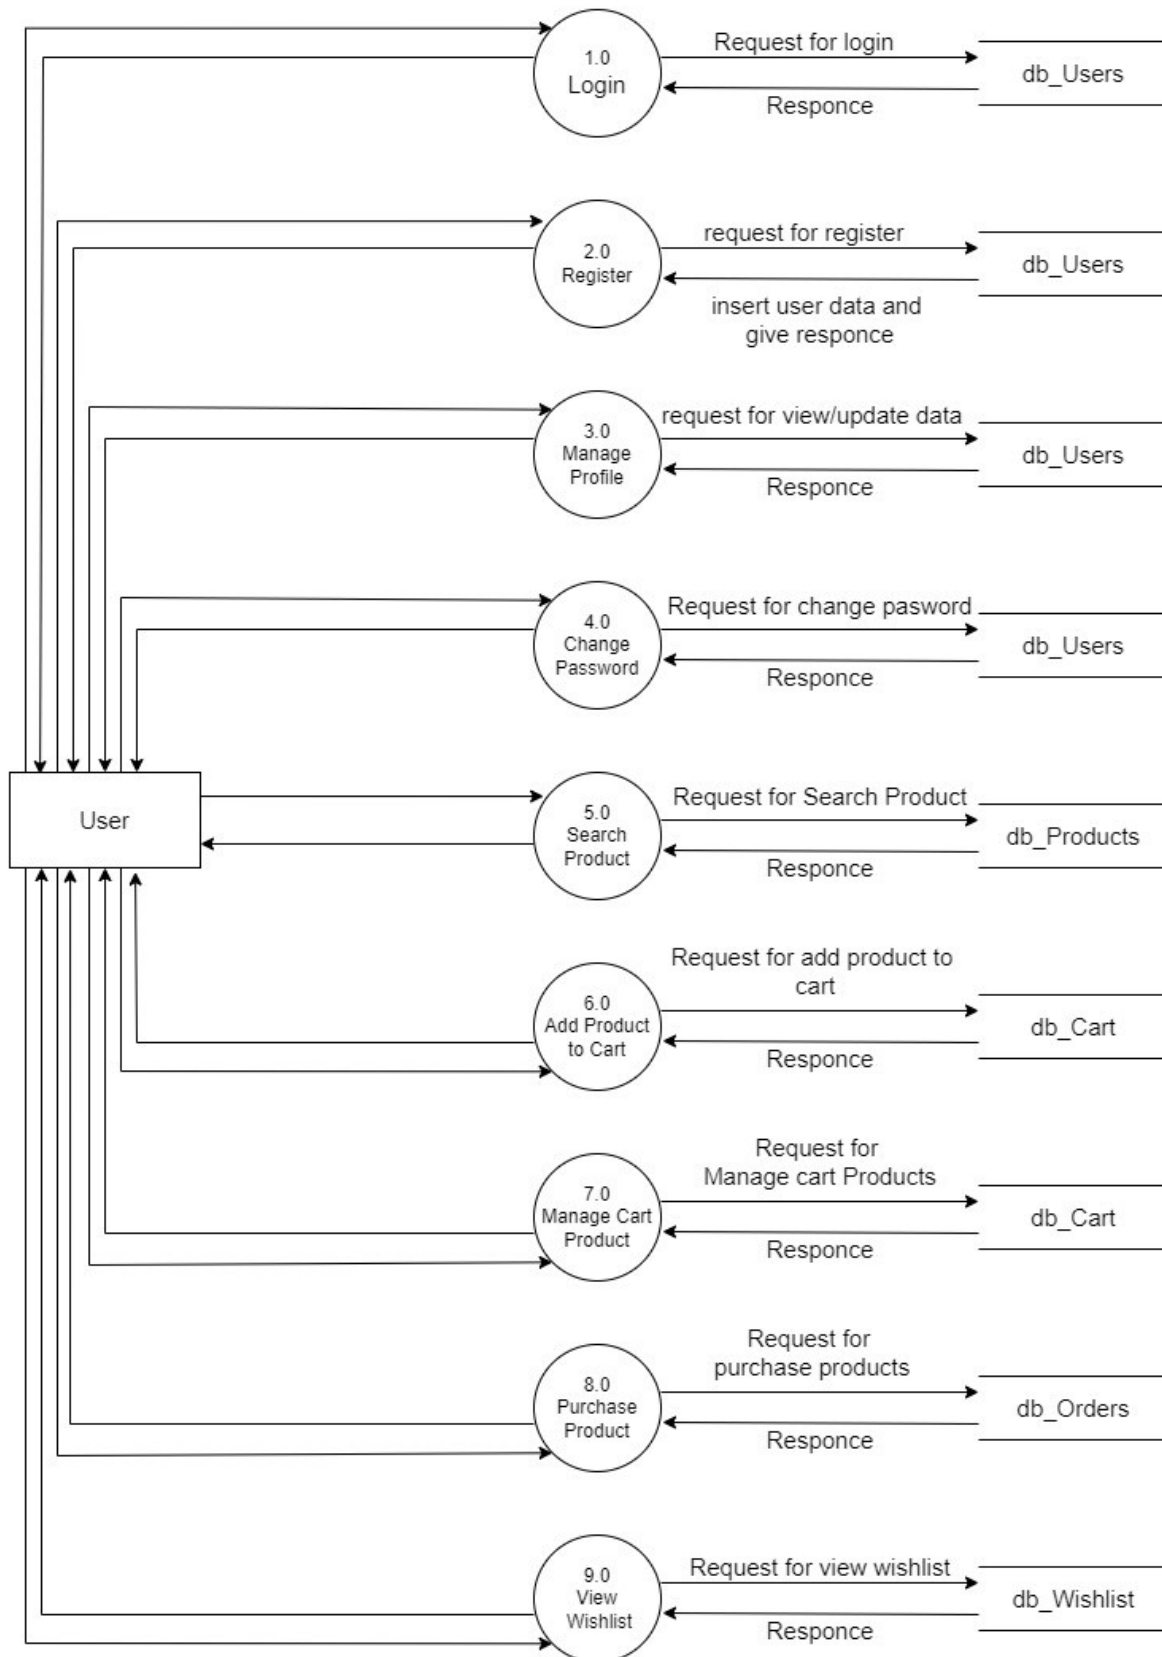 Request for login
1.0
Login
db_Users
Responce
request for register
2.0
Register
db_Users
insert user data and
give responce
request for view/update data
3.0
Manage
Profile
db_Users
Responce
Request for change pasword
4.0
Change
Password
db_Users
Responce
User
Request for Search Product
5.0
Search
Product
db_Products
Responce
Request for add product to
cart
6.0
Add Product
to Cart
db_Cart
Responce
Request for
Manage cart Products
7.0
Manage Cart
Product
db_Cart
Responce
Request for
purchase products
8.0
Purchase
Product
db_Orders
Responce
Request for view wishlist
9.0
View
Wishlist
db_Wishlist
Responce